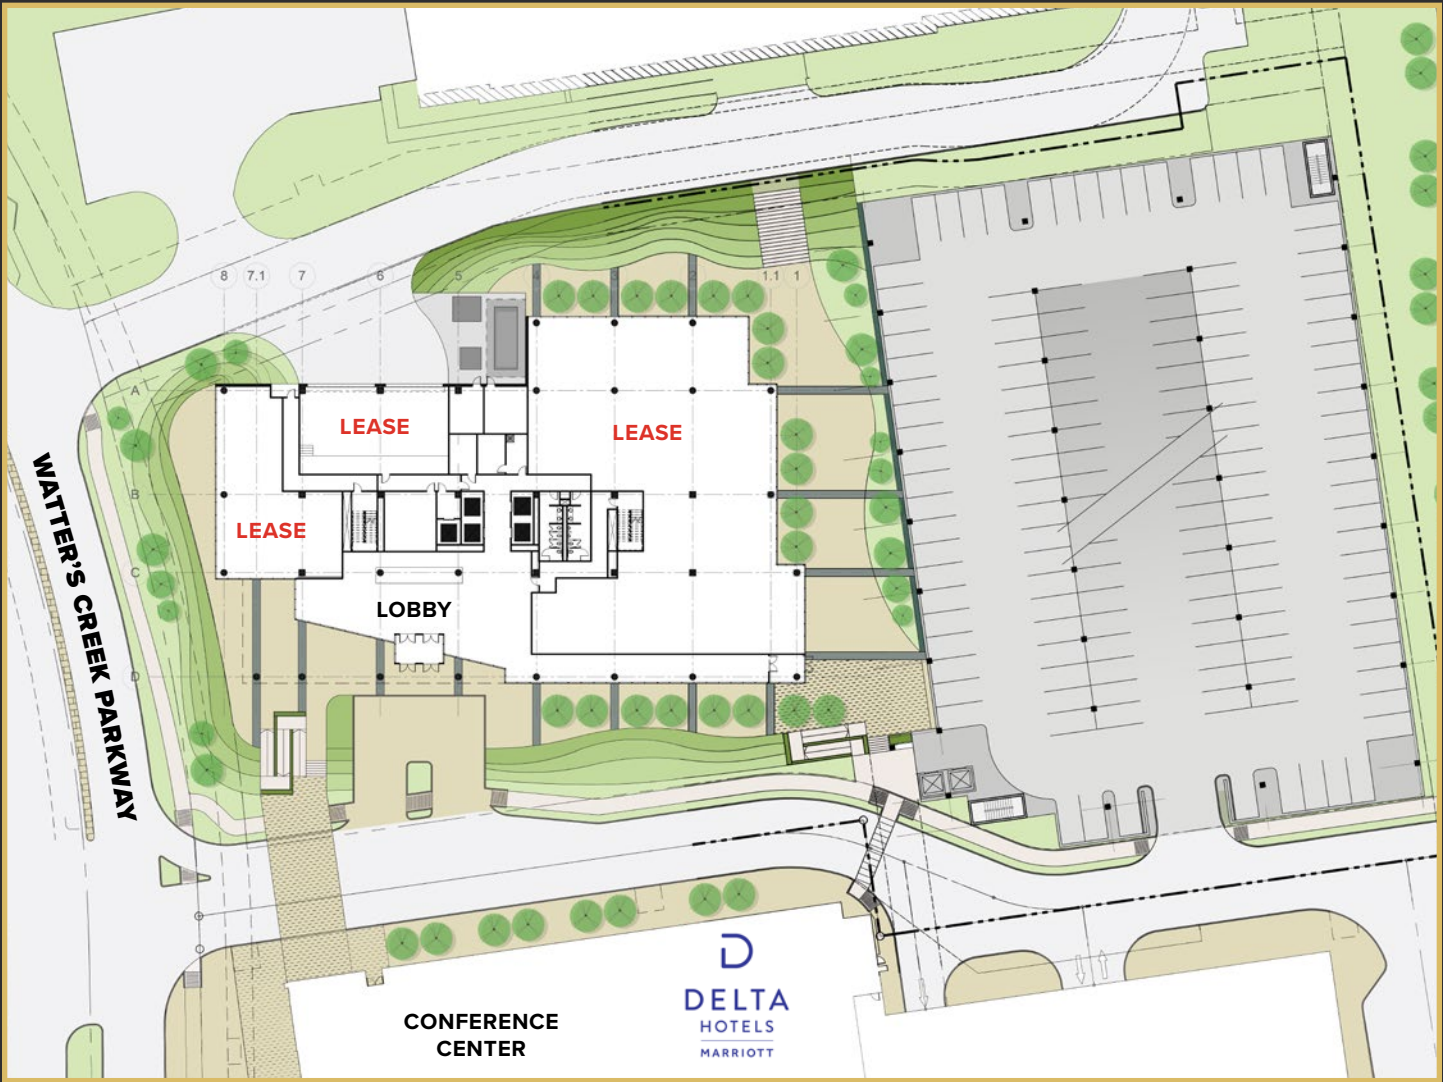 8 7.1 7 6 5 4 2 1.1 1
A
LEASE
LEASE
B
LEASE
C
LOBBY
D
WATTER'S CREEK PARKWAY
D
DELTA
HOTELS
MARRIOTT
CONFERENCE
CENTER